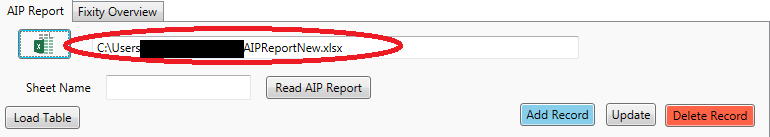 AIP Report Fixity Overview
C:\Users AIPReportNew.xlsx
Sheet Name Read AIP Report
Load Table Add Record Update Delete Record